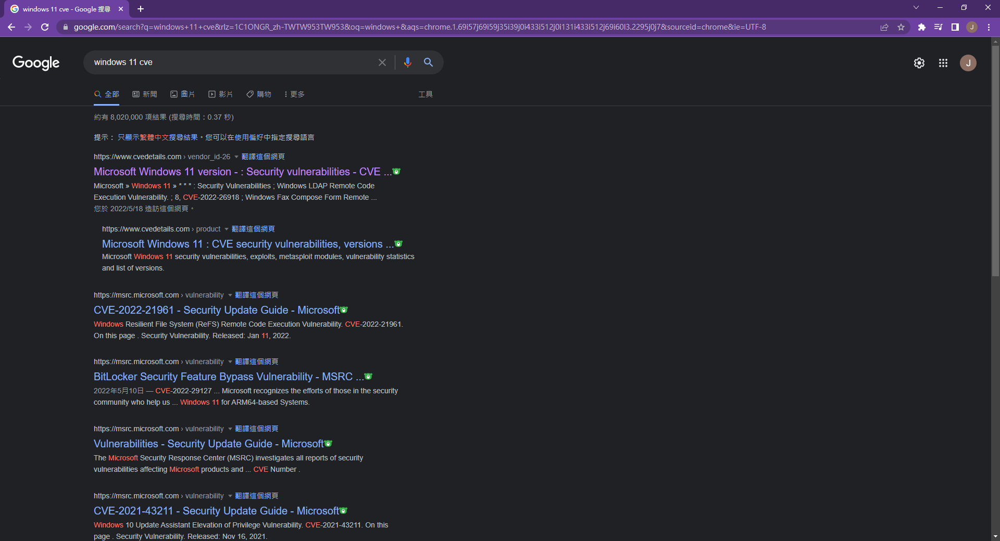 windows 11 cve - Google 搜尋
google.com/search?q=windows+11+cve&rlz=1C1ONGR_zh-TWTW953TW953&oq=windows+&aqs=chrome.1.69i57j69i59j35i39j0i433i512j0i131i433i512j69i60l3.2295j0j7&sourceid=chrome&ie=UTF-8
J
Google
windows 11 cve
J
全部 新聞 圖片 影片 購物 更多 工具
約有 8,020,000 項結果 (搜尋時間：0.37 秒)
提示： 只顯示繁體中文搜尋結果。您可以在使用偏好中指定搜尋語言
https://www.cvedetails.com › vendor_id-26 翻譯這個網頁
Microsoft Windows 11 version - : Security vulnerabilities - CVE ...
Microsoft » Windows 11 » * * * : Security Vulnerabilities ; Windows LDAP Remote Code
Execution Vulnerability. ; 8, CVE-2022-26918 ; Windows Fax Compose Form Remote ...
您於 2022/5/18 造訪這個網頁。
https://www.cvedetails.com › product 翻譯這個網頁
Microsoft Windows 11 : CVE security vulnerabilities, versions ...
Microsoft Windows 11 security vulnerabilities, exploits, metasploit modules, vulnerability statistics
and list of versions.
https://msrc.microsoft.com › vulnerability 翻譯這個網頁
CVE-2022-21961 - Security Update Guide - Microsoft
Windows Resilient File System (ReFS) Remote Code Execution Vulnerability. CVE-2022-21961.
On this page . Security Vulnerability. Released: Jan 11, 2022.
https://msrc.microsoft.com › vulnerability 翻譯這個網頁
BitLocker Security Feature Bypass Vulnerability - MSRC ...
2022年5月10日 — CVE-2022-29127 ... Microsoft recognizes the efforts of those in the security
community who help us ... Windows 11 for ARM64-based Systems.
https://msrc.microsoft.com › vulnerability 翻譯這個網頁
Vulnerabilities - Security Update Guide - Microsoft
The Microsoft Security Response Center (MSRC) investigates all reports of security
vulnerabilities affecting Microsoft products and ... CVE Number .
https://msrc.microsoft.com › vulnerability 翻譯這個網頁
CVE-2021-43211 - Security Update Guide - Microsoft
Windows 10 Update Assistant Elevation of Privilege Vulnerability. CVE-2021-43211. On this
page . Security Vulnerability. Released: Nov 16, 2021.